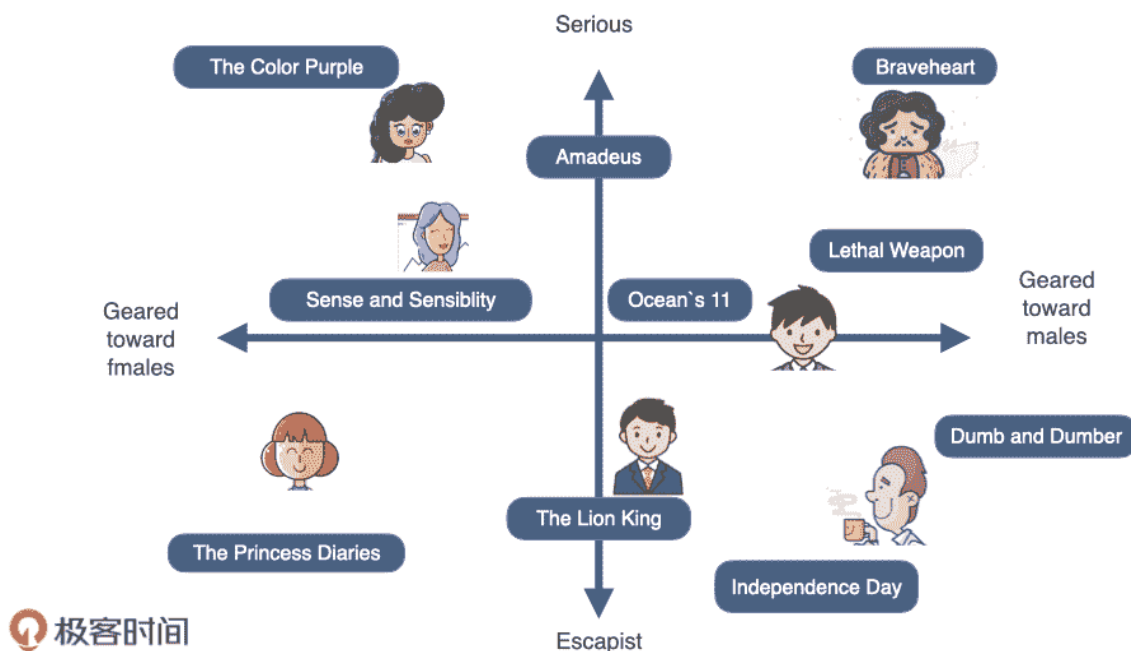 Serious
The Color Purple
Braveheart
Amadeus
Lethal Weapon
Sense and Sensiblity
Ocean`s 11
Geared
toward
fmales
Geared
toward
males
Dumb and Dumber
The Lion King
The Princess Diaries
Independence Day
极客时间
Escapist